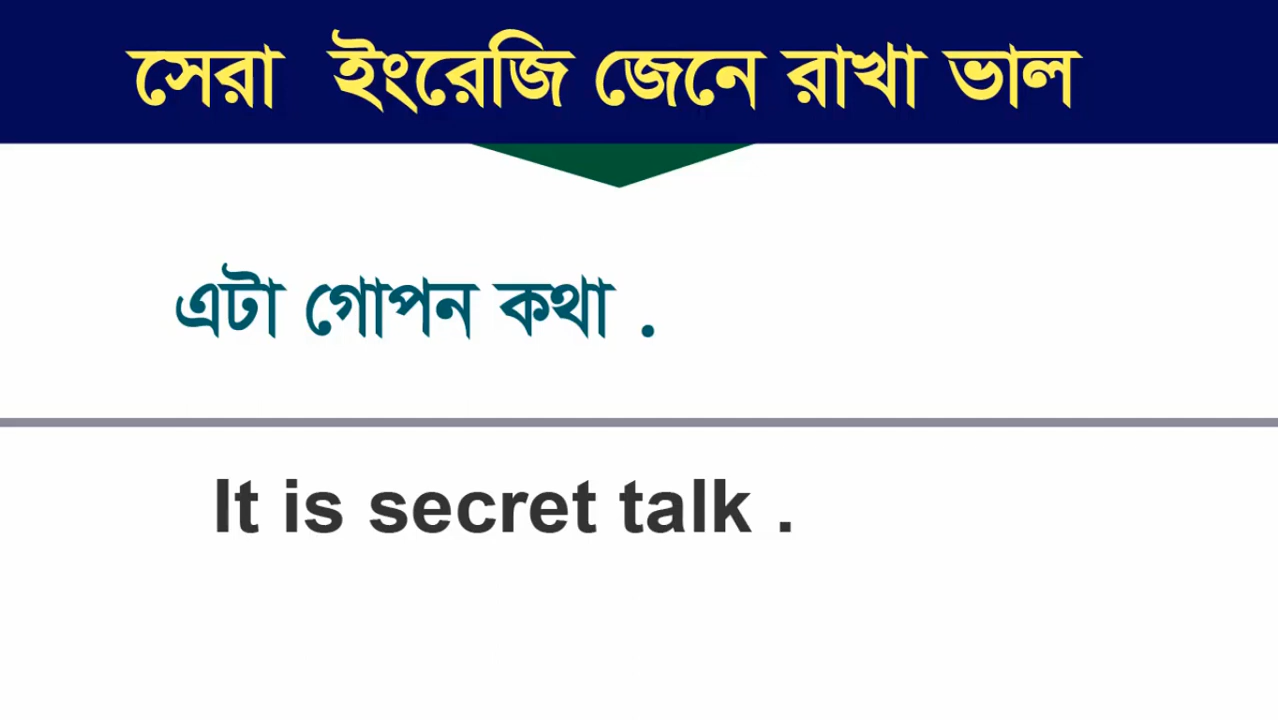 সেরা ইংরেজি জেনে রাখা ভাল
এটা গোপন কথা .
It is secret talk .